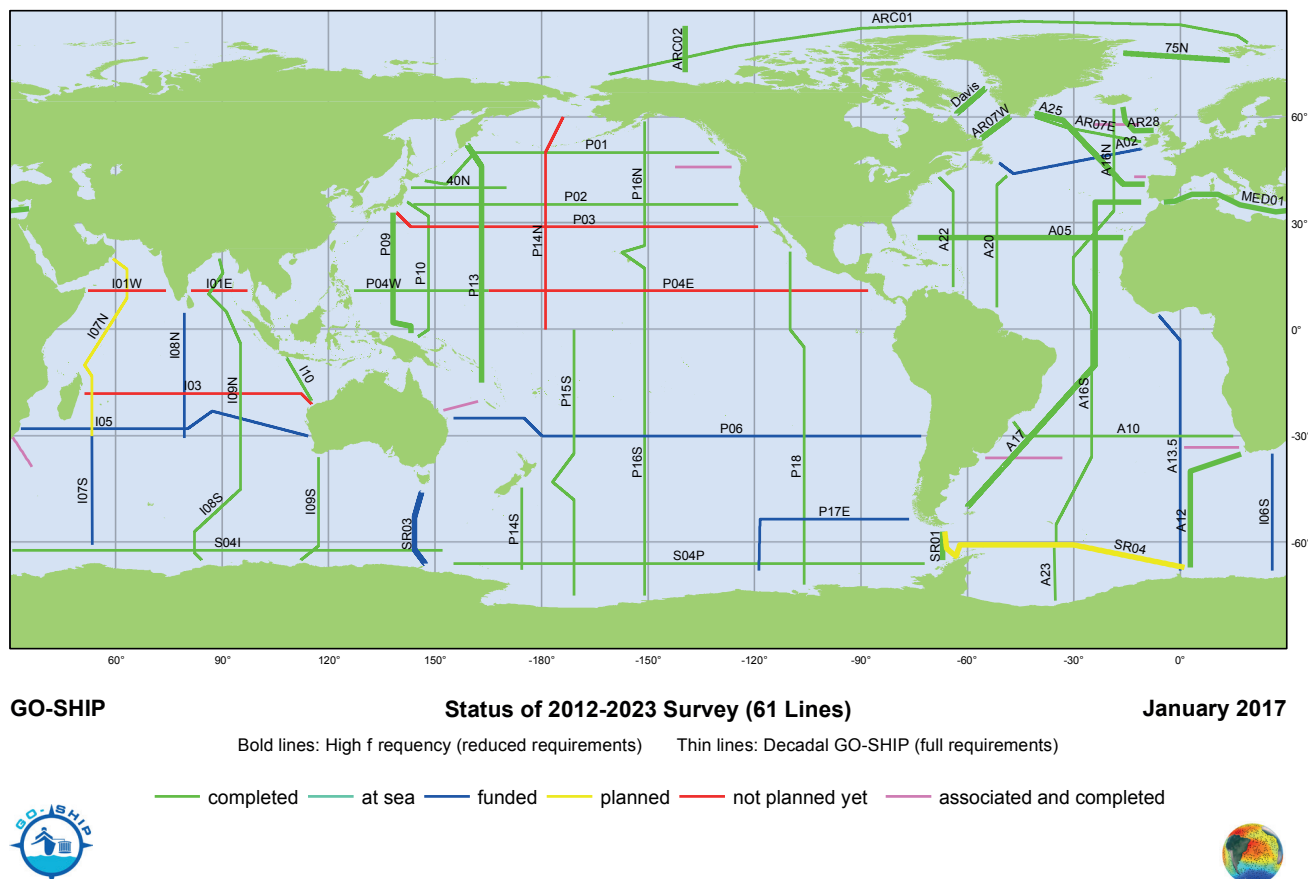 ARC01
ARC02
75N
Davis
AR07W
A25
AR07E
AR28
60°
A02
P01
A16N
P16N
40N
P02
MED01
P03
30°
P09
P10
P14N
A22
A20
A05
P13
I01W
I01E
P04W
P04E
I07N
I08N
0°
I03
I09N
I10
P15S
A16S
I05
P06
A17
A10
-30°
A13.5
P16S
P18
I07S
I08S
I09S
SR03
P14S
P17E
A12
I06S
S04I
S04P
SR01
SR04
-60°
A23
60° 90° 120° 150° -180° -150° -120° -90° -60° -30° 0°
GO-SHIP Status of 2012-2023 Survey (61 Lines) January 2017
Bold lines: High f requency (reduced requirements) Thin lines: Decadal GO-SHIP (full requirements)
completed at sea funded planned not planned yet associated and completed
GO-SHIP